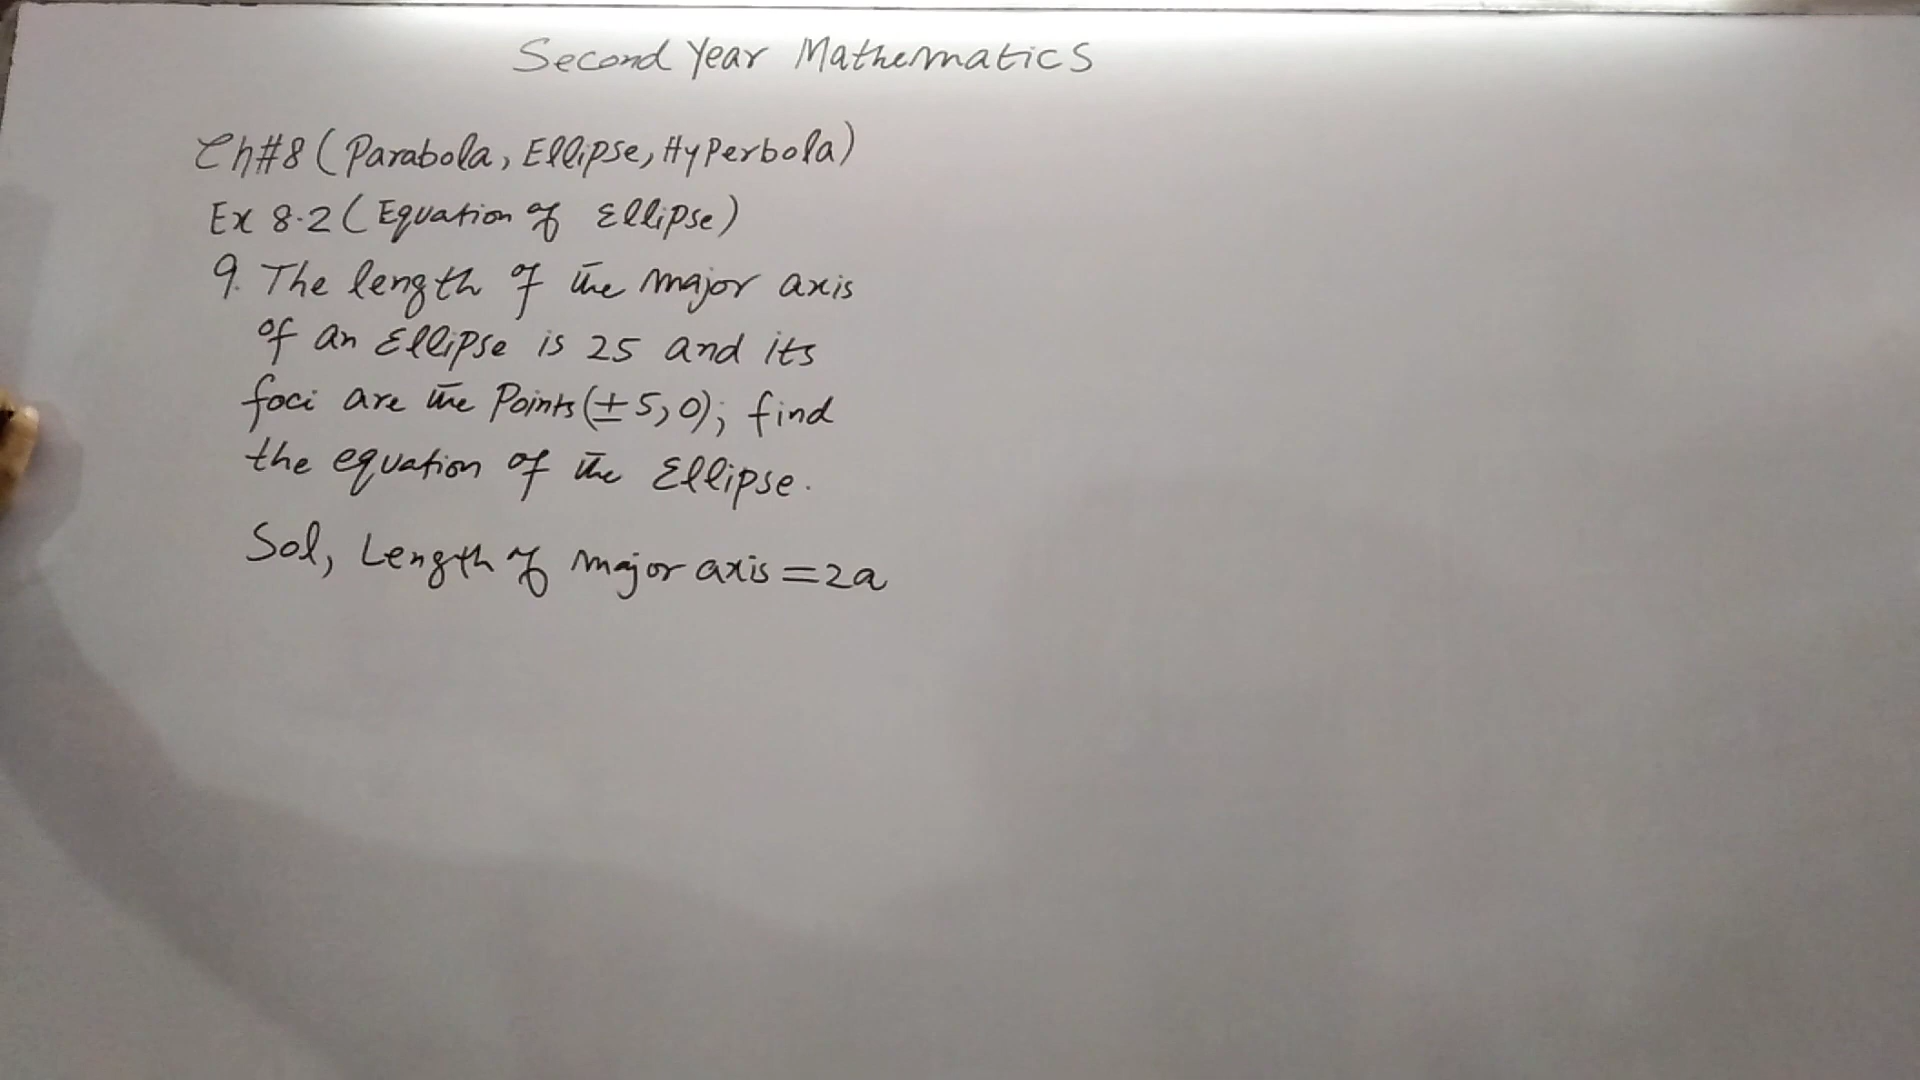 Second Year Mathematics
Ch#8 (Parabola, Ellipse, Hyperbola)
Ex 8.2 (Equation of Ellipse)
9. The length of the major axis
of an Ellipse is 25 and its
foci are the Points (±5,0); find
the equation of the Ellipse.
Sol, Length of major axis = 2a